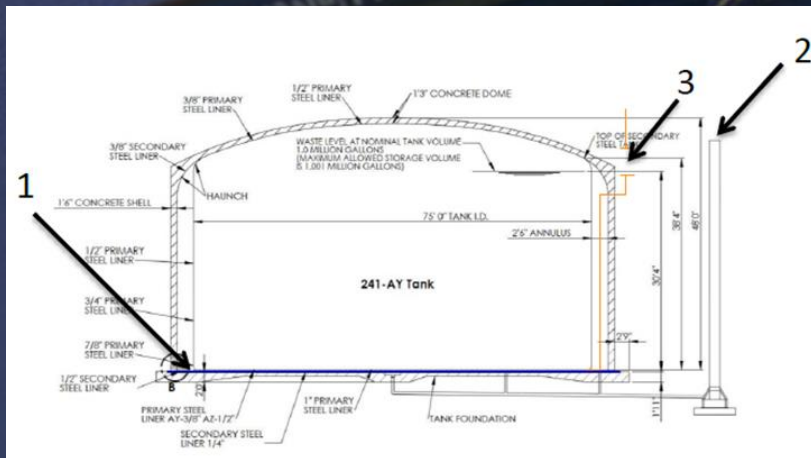 2
3
1
1/2" PRIMARY
STEEL LINER
1'3" CONCRETE DOME
3/8" PRIMARY
STEEL LINER
TOP OF SECONDARY
STEEL
3/8" SECONDARY
STEEL LINER
WASTE LEVEL AT NOMINAL TANK VOLUME
1.0 MILLION GALLONS
(MAXIMUM ALLOWED STORAGE VOLUME
IS 1.001 MILLION GALLONS)
HAUNCH
1'6" CONCRETE SHELL
75' 0" TANK I.D.
2'6" ANNULUS
1/2" PRIMARY
STEEL LINER
241-AY Tank
30'4"
38'4"
48'0"
3/4" PRIMARY
STEEL LINER
7/8" PRIMARY
STEEL LINER
2'9"
1/2" SECONDARY
STEEL LINER
B
2'0"
1'11"
PRIMARY STEEL
LINER AY-3/8" AZ-1/2"
1" PRIMARY
STEEL LINER
TANK FOUNDATION
SECONDARY STEEL
LINER 1/4"